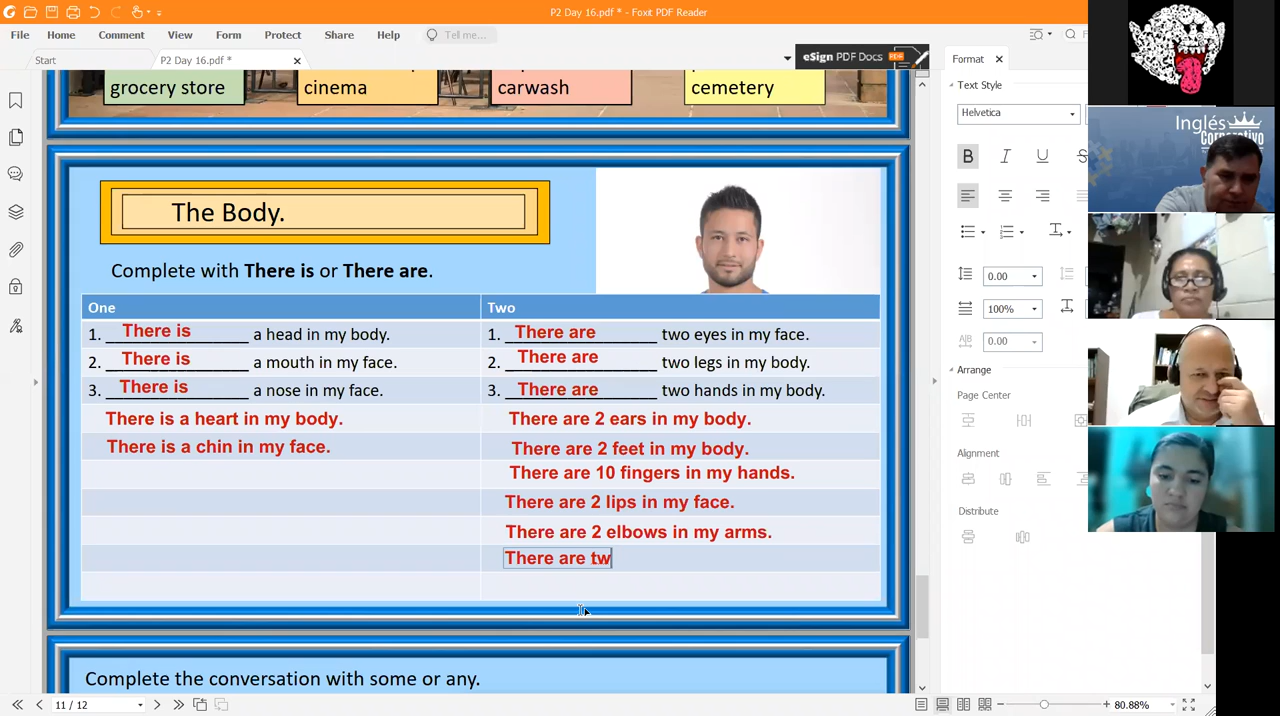 P2 Day 16.pdf * - Foxit PDF Reader
File Home Comment View Form Protect Share Help Tell me...
Start P2 Day 16.pdf * eSign PDF Docs
grocery store cinema carwash cemetery
The Body.
Complete with There is or There are.
One Two
1. There is a head in my body. 1. There are two eyes in my face.
2. There is a mouth in my face. 2. There are two legs in my body.
3. There is a nose in my face. 3. There are two hands in my body.
There is a heart in my body. There are 2 ears in my body.
There is a chin in my face. There are 2 feet in my body.
There are 10 fingers in my hands.
There are 2 lips in my face.
There are 2 elbows in my arms.
There are tw
Complete the conversation with some or any.
11 / 12 80.88%
Format
Text Style
Helvetica
0.00
100%
0.00
Arrange
Page Center
Alignment
Distribute
Inglés
Corporativo